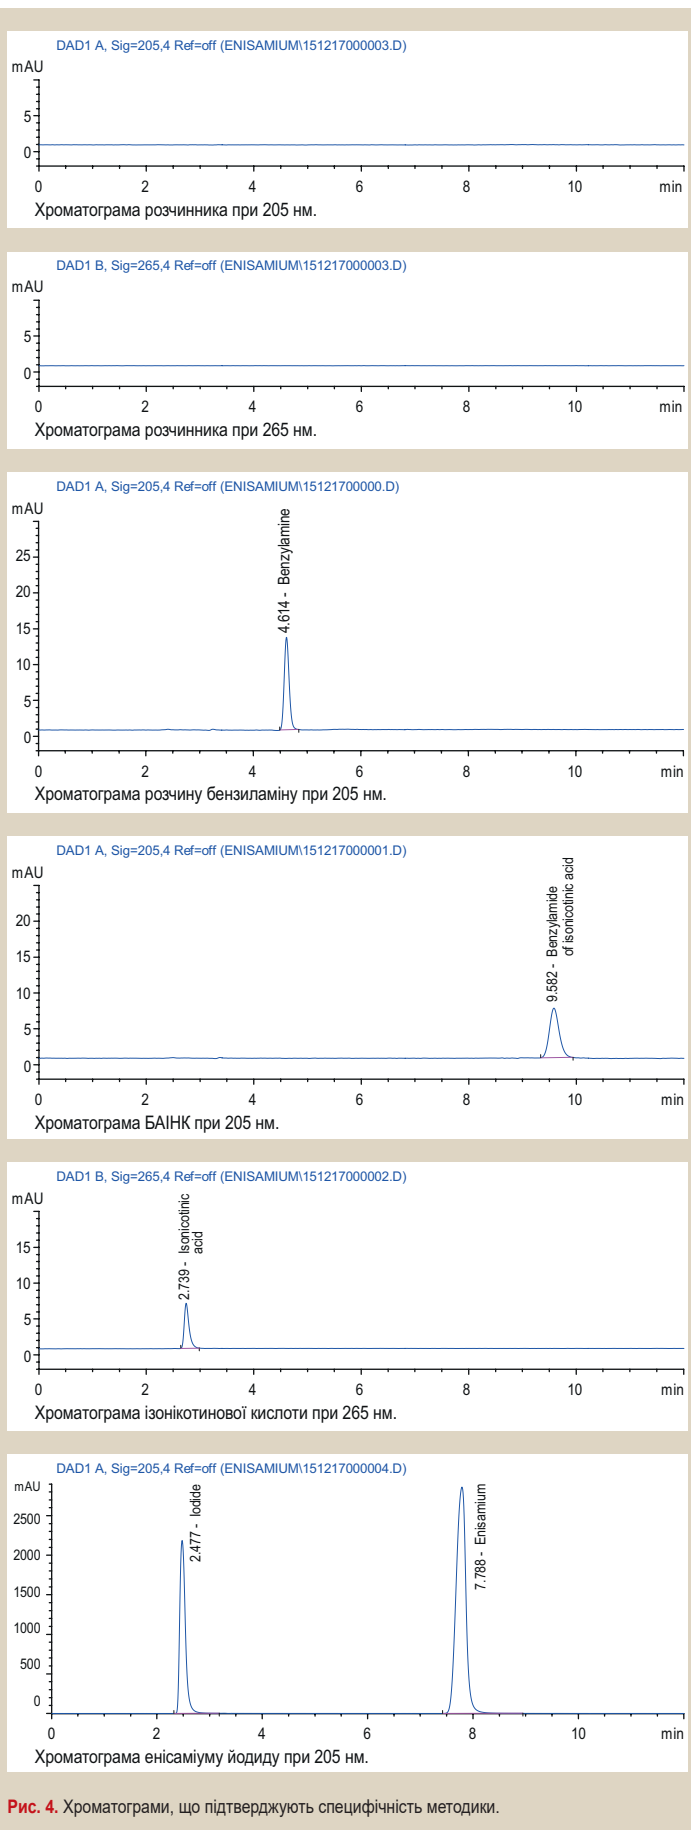 DAD1 A, Sig=205,4 Ref=off (ENISAMIUM\151217000003.D)
mAU
5
0
0 2 4 6 8 10 min
Хроматограма розчинника при 205 нм.
DAD1 B, Sig=265,4 Ref=off (ENISAMIUM\151217000003.D)
mAU
5
0
0 2 4 6 8 10 min
Хроматограма розчинника при 265 нм.
DAD1 A, Sig=205,4 Ref=off (ENISAMIUM\15121700000.D)
mAU
25
20
15
10
5
0
4.614 - Benzylamine
0 2 4 6 8 10 min
Хроматограма розчину бензиламіну при 205 нм.
DAD1 A, Sig=205,4 Ref=off (ENISAMIUM\151217000001.D)
mAU
20
15
10
5
0
9.582 - Benzylamide
of isonicotinic acid
0 2 4 6 8 10 min
Хроматограма БАІНК при 205 нм.
DAD1 B, Sig=265,4 Ref=off (ENISAMIUM\151217000002.D)
mAU
15
10
5
0
2.739 - Isonicotinic
acid
0 2 4 6 8 10 min
Хроматограма ізонікотинової кислоти при 265 нм.
DAD1 A, Sig=205,4 Ref=off (ENISAMIUM\151217000004.D)
mAU
2500
2000
1500
1000
500
0
2.477 - Iodide
7.788 - Enisamium
0 2 4 6 8 10 min
Хроматограма енісаміуму йодиду при 205 нм.
Рис. 4. Хроматограми, що підтверджують специфічність методики.